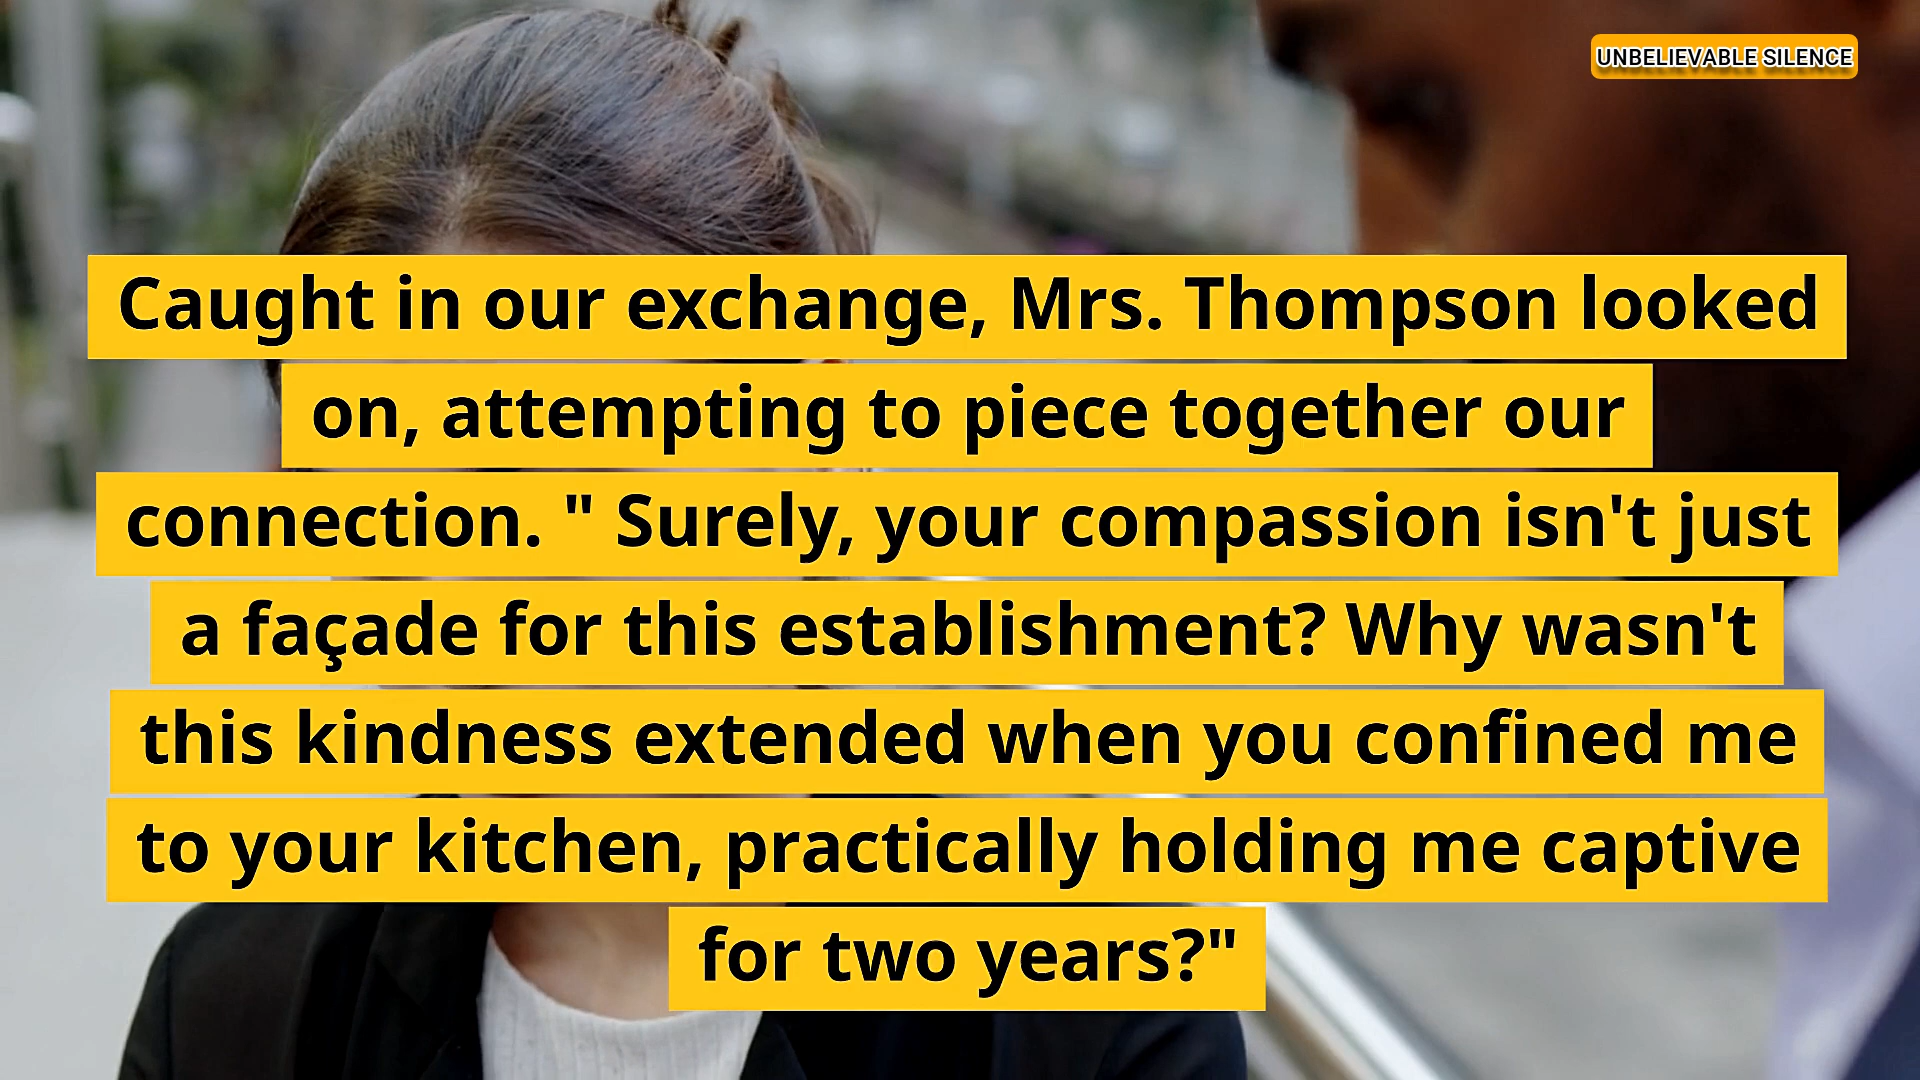 UNBELIEVABLE SILENCE
Caught in our exchange, Mrs. Thompson looked
on, attempting to piece together our
connection. " Surely, your compassion isn't just
a façade for this establishment? Why wasn't
this kindness extended when you confined me
to your kitchen, practically holding me captive
for two years?"